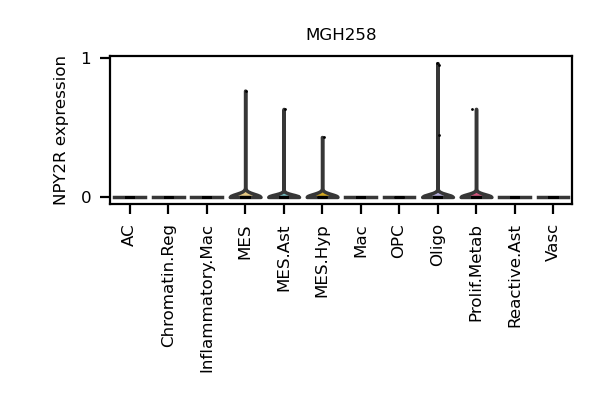 MGH258
NPY2R expression
1
0
AC
Chromatin.Reg
Inflammatory.Mac
MES
MES.Ast
MES.Hyp
Mac
OPC
Oligo
Prolif.Metab
Reactive.Ast
Vasc